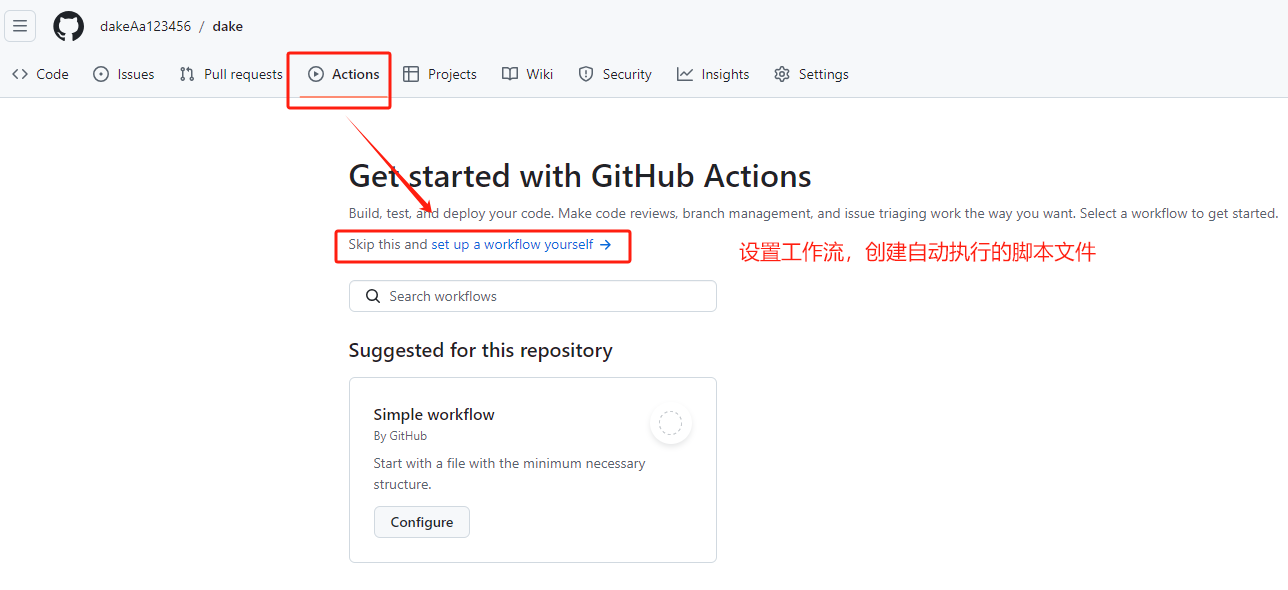 dakeAa123456 / dake
Code Issues Pull requests Actions Projects Wiki Security Insights Settings
Get started with GitHub Actions
Build, test, and deploy your code. Make code reviews, branch management, and issue triaging work the way you want. Select a workflow to get started.
Skip this and set up a workflow yourself →
设置工作流，创建自动执行的脚本文件
Search workflows
Suggested for this repository
Simple workflow
By GitHub
Start with a file with the minimum necessary
structure.
Configure